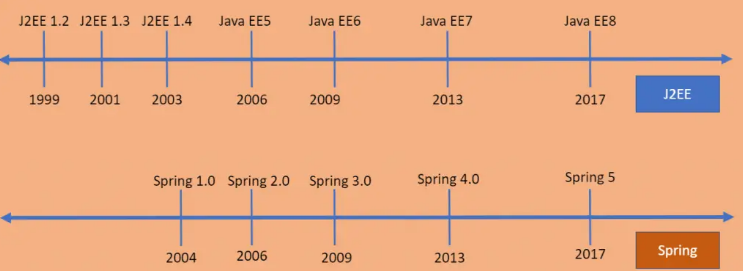 J2EE 1.2 J2EE 1.3 J2EE 1.4 Java EE5 Java EE6 Java EE7 Java EE8
1999 2001 2003 2006 2009 2013 2017
J2EE
Spring 1.0 Spring 2.0 Spring 3.0 Spring 4.0 Spring 5
2004 2006 2009 2013 2017
Spring